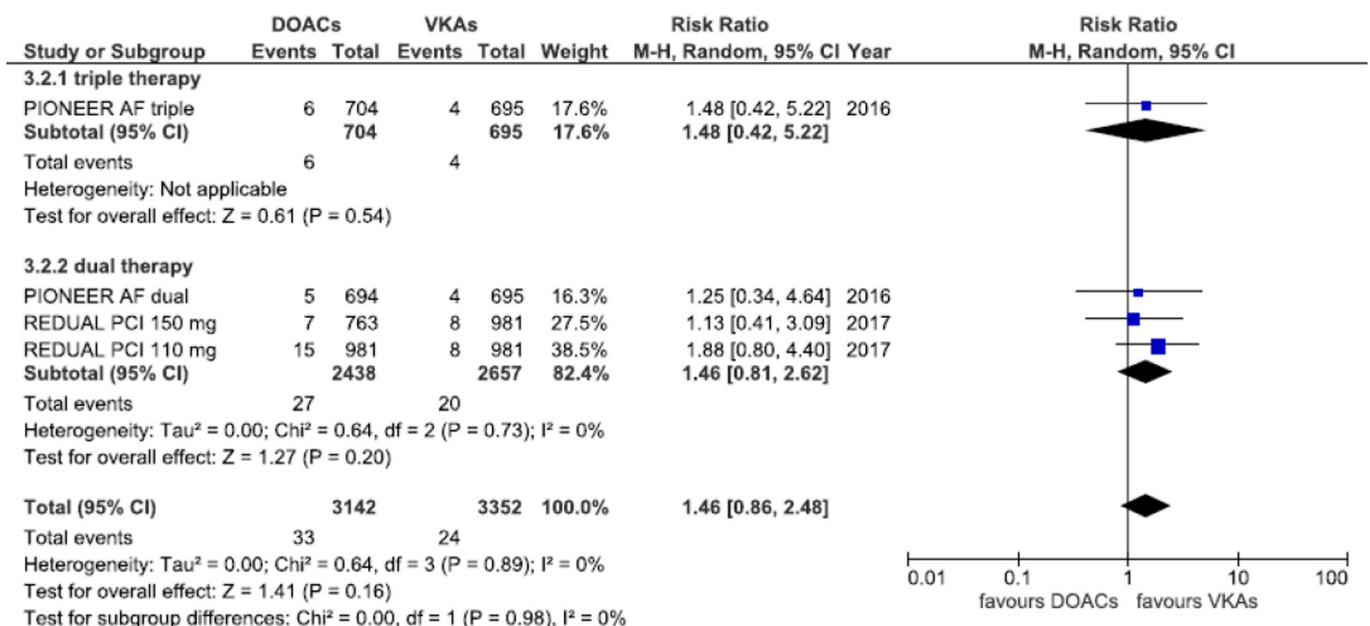 DOACs VKAs Risk Ratio Risk Ratio
Study or Subgroup Events Total Events Total Weight M-H, Random, 95% CI Year M-H, Random, 95% CI
3.2.1 triple therapy
PIONEER AF triple 6 704 4 695 17.6% 1.48 [0.42, 5.22] 2016
Subtotal (95% CI) 704 695 17.6% 1.48 [0.42, 5.22]
Total events 6 4
Heterogeneity: Not applicable
Test for overall effect: Z = 0.61 (P = 0.54)
3.2.2 dual therapy
PIONEER AF dual 5 694 4 695 16.3% 1.25 [0.34, 4.64] 2016
REDUAL PCI 150 mg 7 763 8 981 27.5% 1.13 [0.41, 3.09] 2017
REDUAL PCI 110 mg 15 981 8 981 38.5% 1.88 [0.80, 4.40] 2017
Subtotal (95% CI) 2438 2657 82.4% 1.46 [0.81, 2.62]
Total events 27 20
Heterogeneity: Tau² = 0.00; Chi² = 0.64, df = 2 (P = 0.73); I² = 0%
Test for overall effect: Z = 1.27 (P = 0.20)
Total (95% CI) 3142 3352 100.0% 1.46 [0.86, 2.48]
Total events 33 24
Heterogeneity: Tau² = 0.00; Chi² = 0.64, df = 3 (P = 0.89); I² = 0%
Test for overall effect: Z = 1.41 (P = 0.16)
Test for subgroup differences: Chi² = 0.00, df = 1 (P = 0.98), I² = 0%
0.01 0.1 1 10 100
favours DOACs favours VKAs